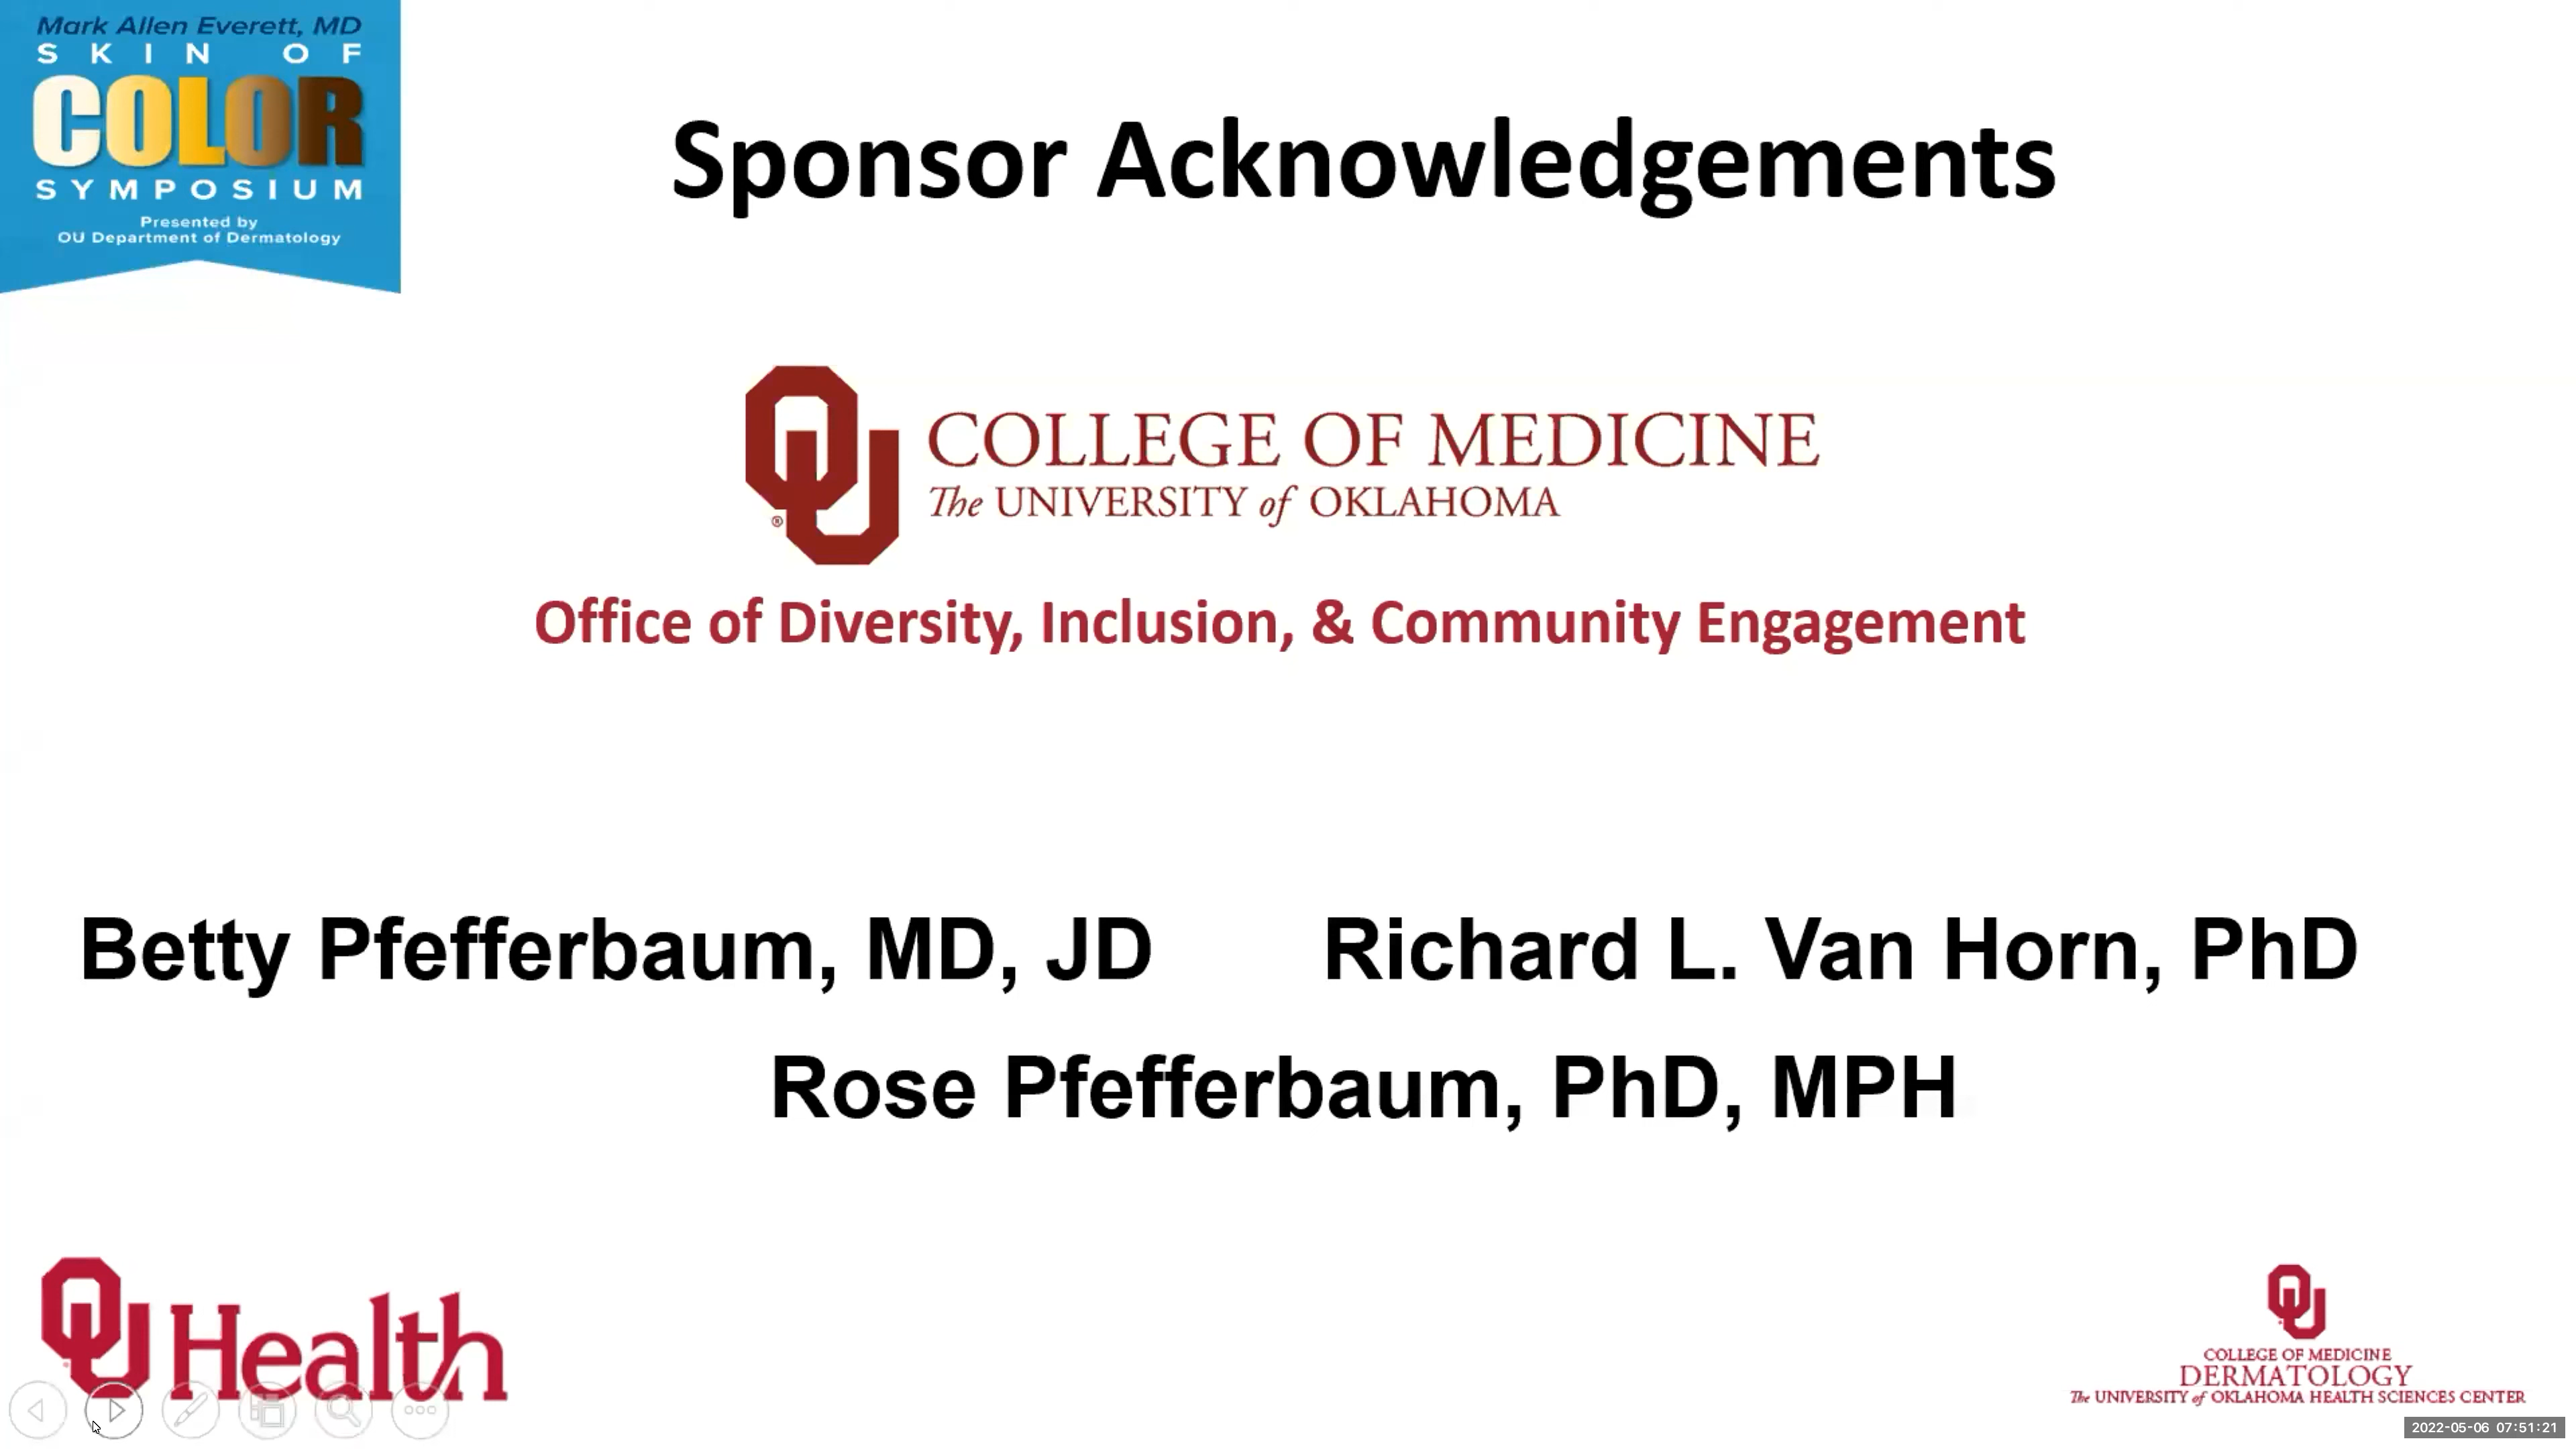 Mark Allen Everett, MD
SKIN OF
COLOR
SYMPOSIUM
Presented by
OU Department of Dermatology
Sponsor Acknowledgements
OU
®
COLLEGE OF MEDICINE
The UNIVERSITY of OKLAHOMA
Office of Diversity, Inclusion, & Community Engagement
Betty Pfefferbaum, MD, JD
Richard L. Van Horn, PhD
Rose Pfefferbaum, PhD, MPH
OU Health
OU
COLLEGE OF MEDICINE
DERMATOLOGY
The UNIVERSITY of OKLAHOMA HEALTH SCIENCES CENTER
2022-05-06 07:51:21